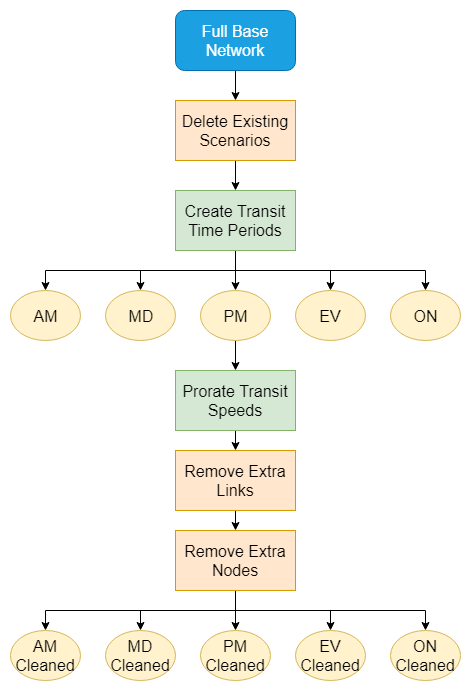 Full Base
Network
Delete Existing
Scenarios
Create Transit
Time Periods
AM
MD
PM
EV
ON
Prorate Transit
Speeds
Remove Extra
Links
Remove Extra
Nodes
AM
Cleaned
MD
Cleaned
PM
Cleaned
EV
Cleaned
ON
Cleaned